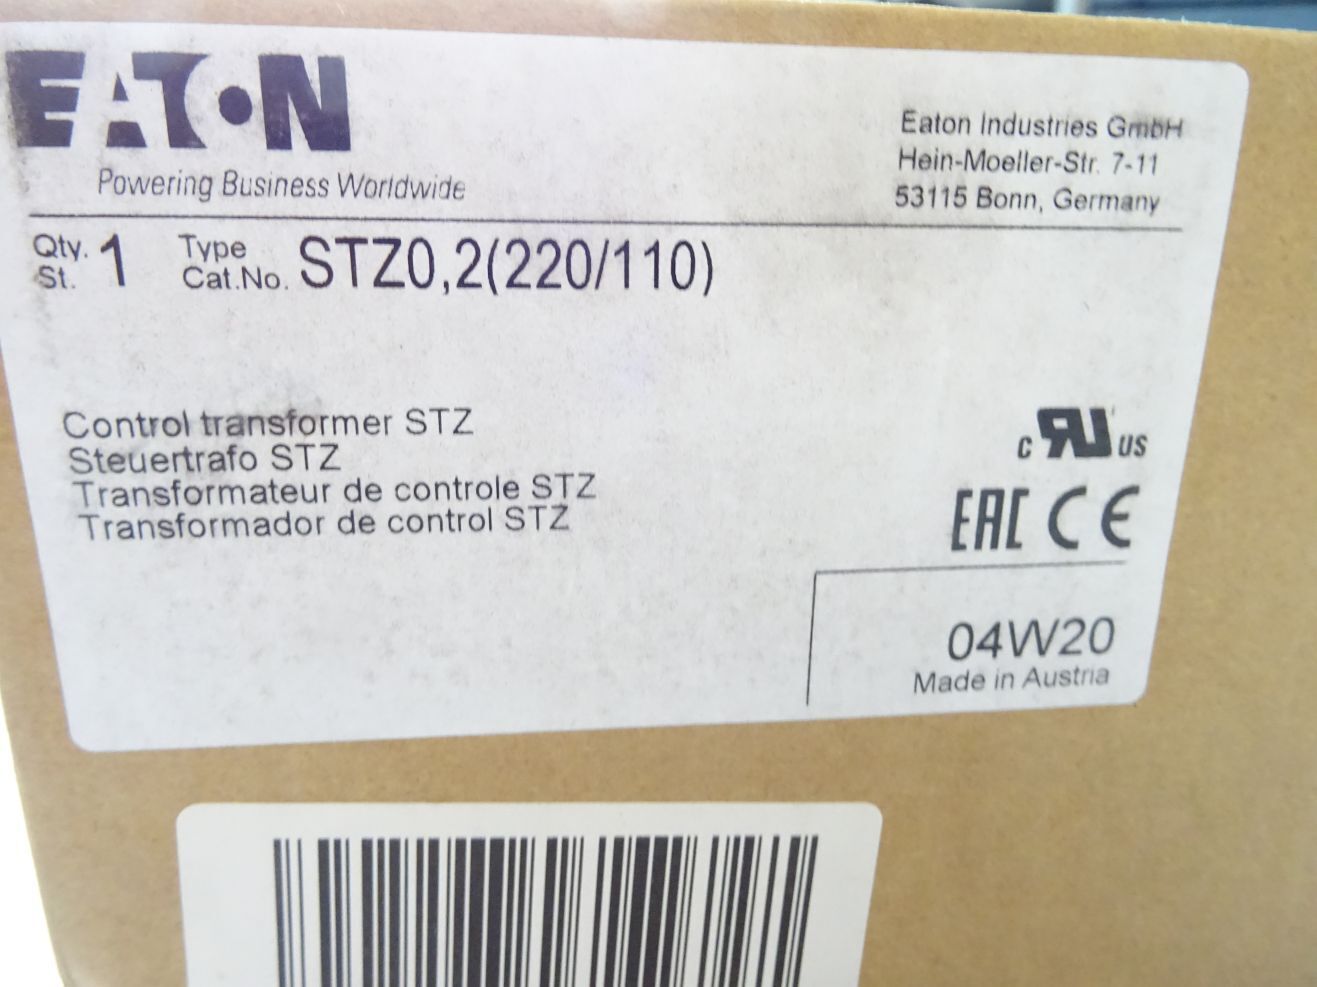 EATON
Powering Business Worldwide
Eaton Industries GmbH
Hein-Moeller-Str. 7-11
53115 Bonn, Germany
Qty. 1 Type STZ0,2(220/110)
St. Cat.No.
Control transformer STZ
Steuertrafo STZ
Transformateur de controle STZ
Transformador de control STZ
c RU US
EAC CE
04W20
Made in Austria